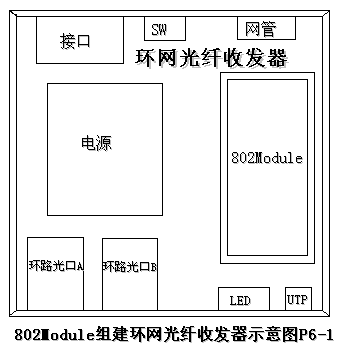 接口
SW
网管
环网光纤收发器
电源
802Module
环路光口A
环路光口B
LED
UTP
802Module组建环网光纤收发器示意图P6-1